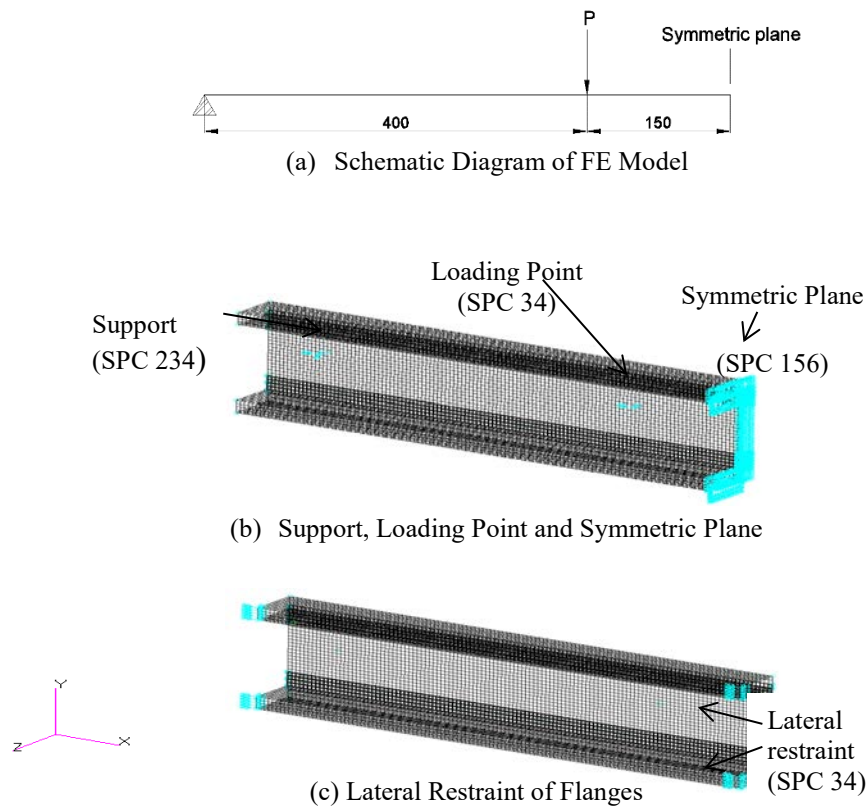 P
Symmetric plane
400
150
(a) Schematic Diagram of FE Model
Loading Point
(SPC 34)
Symmetric Plane
(SPC 156)
Support
(SPC 234)
(b) Support, Loading Point and Symmetric Plane
Y
Z
X
Lateral
restraint
(SPC 34)
(c) Lateral Restraint of Flanges